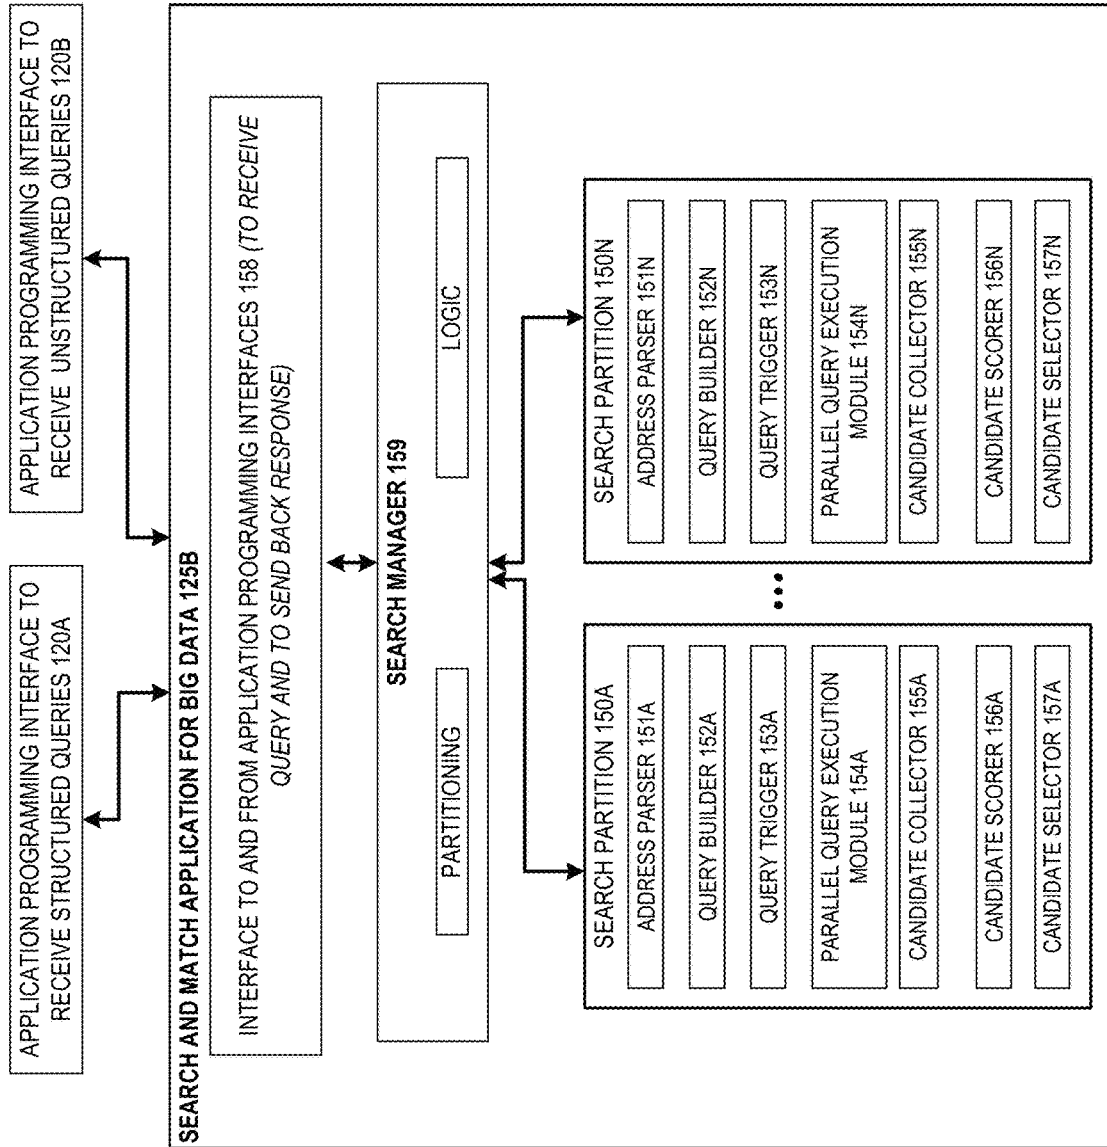 APPLICATION PROGRAMMING INTERFACE TO
RECEIVE STRUCTURED QUERIES 120A
APPLICATION PROGRAMMING INTERFACE TO
RECEIVE UNSTRUCTURED QUERIES 120B
SEARCH AND MATCH APPLICATION FOR BIG DATA 125B
INTERFACE TO AND FROM APPLICATION PROGRAMMING INTERFACES 158 (TO RECEIVE
QUERY AND TO SEND BACK RESPONSE)
SEARCH MANAGER 159
PARTITIONING
LOGIC
SEARCH PARTITION 150A
ADDRESS PARSER 151A
QUERY BUILDER 152A
QUERY TRIGGER 153A
PARALLEL QUERY EXECUTION
MODULE 154A
CANDIDATE COLLECTOR 155A
CANDIDATE SCORER 156A
CANDIDATE SELECTOR 157A
...
SEARCH PARTITION 150N
ADDRESS PARSER 151N
QUERY BUILDER 152N
QUERY TRIGGER 153N
PARALLEL QUERY EXECUTION
MODULE 154N
CANDIDATE COLLECTOR 155N
CANDIDATE SCORER 156N
CANDIDATE SELECTOR 157N